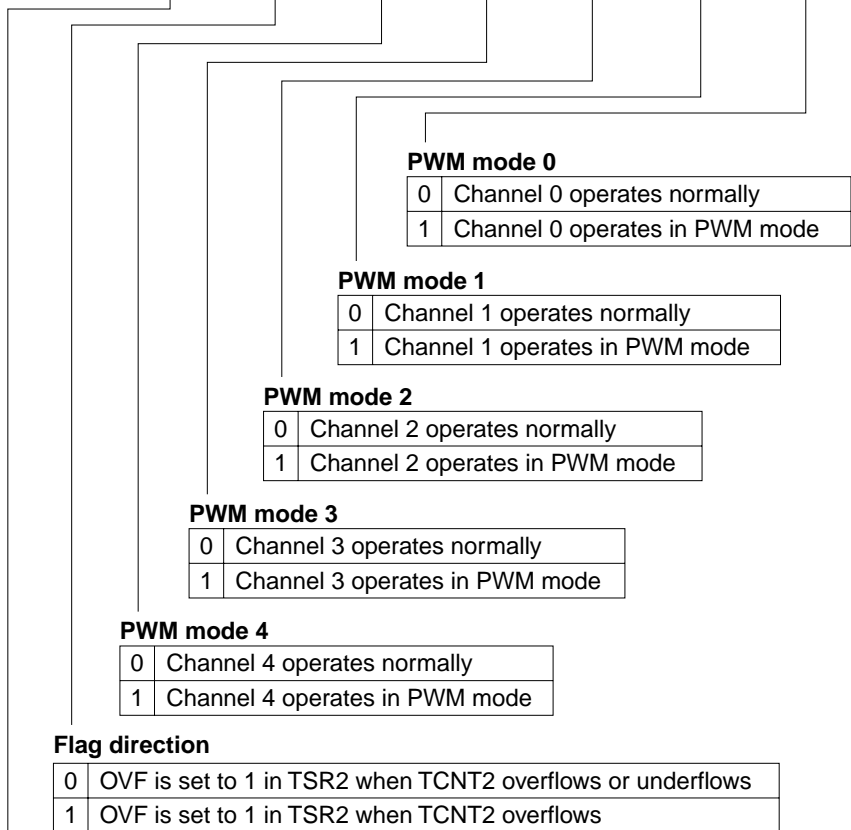 PWM mode 0
0 Channel 0 operates normally
1 Channel 0 operates in PWM mode
PWM mode 1
0 Channel 1 operates normally
1 Channel 1 operates in PWM mode
PWM mode 2
0 Channel 2 operates normally
1 Channel 2 operates in PWM mode
PWM mode 3
0 Channel 3 operates normally
1 Channel 3 operates in PWM mode
PWM mode 4
0 Channel 4 operates normally
1 Channel 4 operates in PWM mode
Flag direction
0 OVF is set to 1 in TSR2 when TCNT2 overflows or underflows
1 OVF is set to 1 in TSR2 when TCNT2 overflows